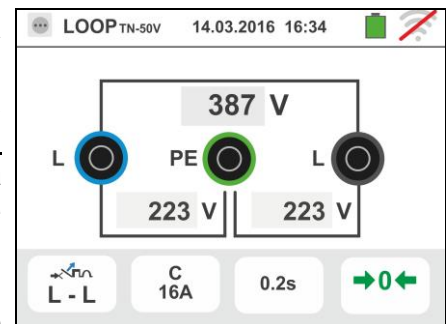 LOOP TN-50V 14.03.2016 16:34
387 V
L PE L
223 V 223 V
L - L C 16A 0.2s →0←